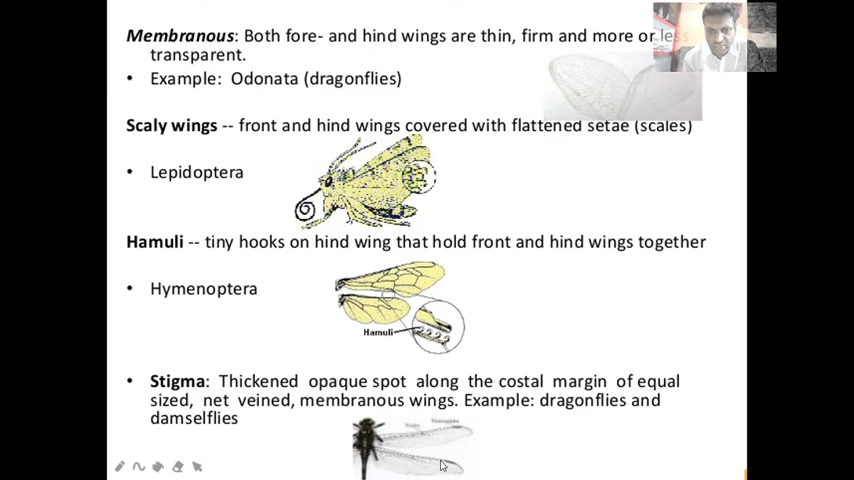 Membranous: Both fore- and hind wings are thin, firm and more or less
transparent.
• Example: Odonata (dragonflies)
Scaly wings -- front and hind wings covered with flattened setae (scales)
• Lepidoptera
Hamuli -- tiny hooks on hind wing that hold front and hind wings together
• Hymenoptera
Hamuli
• Stigma: Thickened opaque spot along the costal margin of equal
sized, net veined, membranous wings. Example: dragonflies and
damselflies